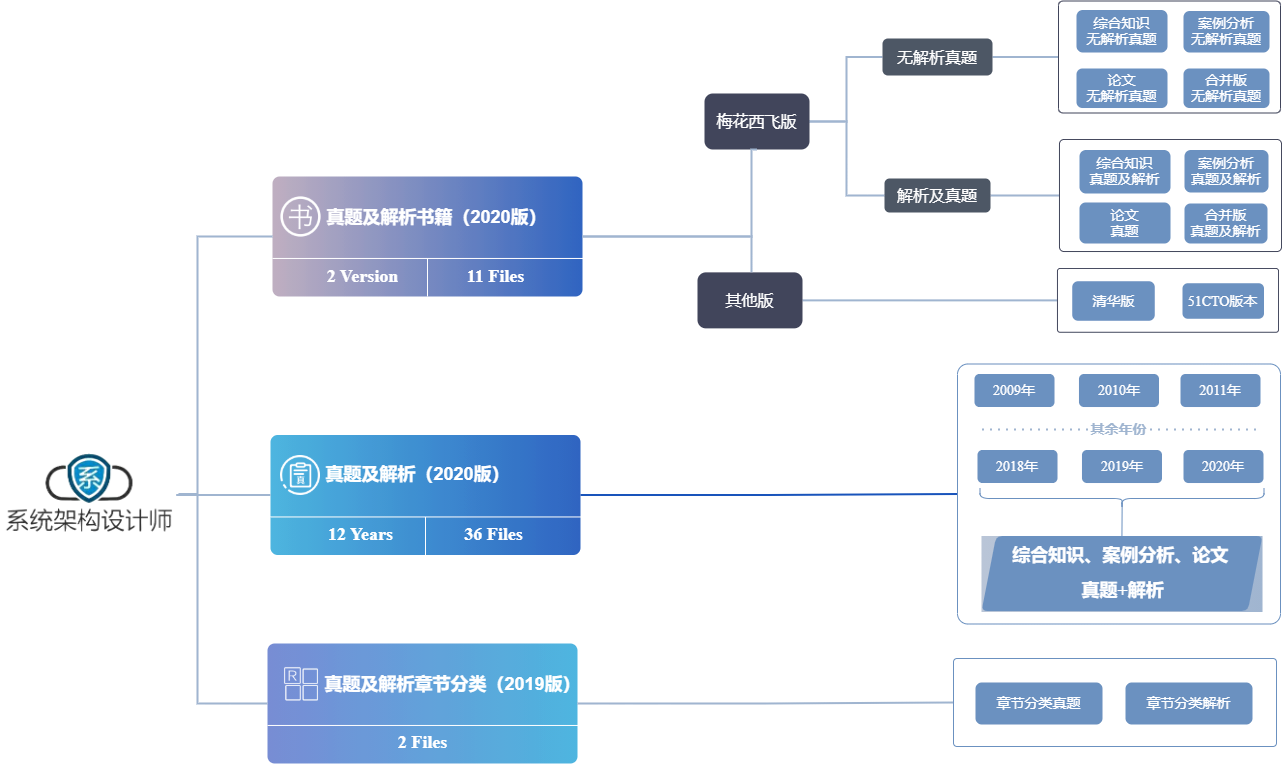 系
系统架构设计师
书
真题及解析书籍（2020版）
2 Version
11 Files
梅花西飞版
无解析真题
综合知识
无解析真题
案例分析
无解析真题
论文
无解析真题
合并版
无解析真题
解析及真题
综合知识
真题及解析
案例分析
真题及解析
论文
真题
合并版
真题及解析
其他版
清华版
51CTO版本
真
真题及解析（2020版）
12 Years
36 Files
2009年
2010年
2011年
其余年份
2018年
2019年
2020年
综合知识、案例分析、论文
真题+解析
R
真题及解析章节分类（2019版）
2 Files
章节分类真题
章节分类解析